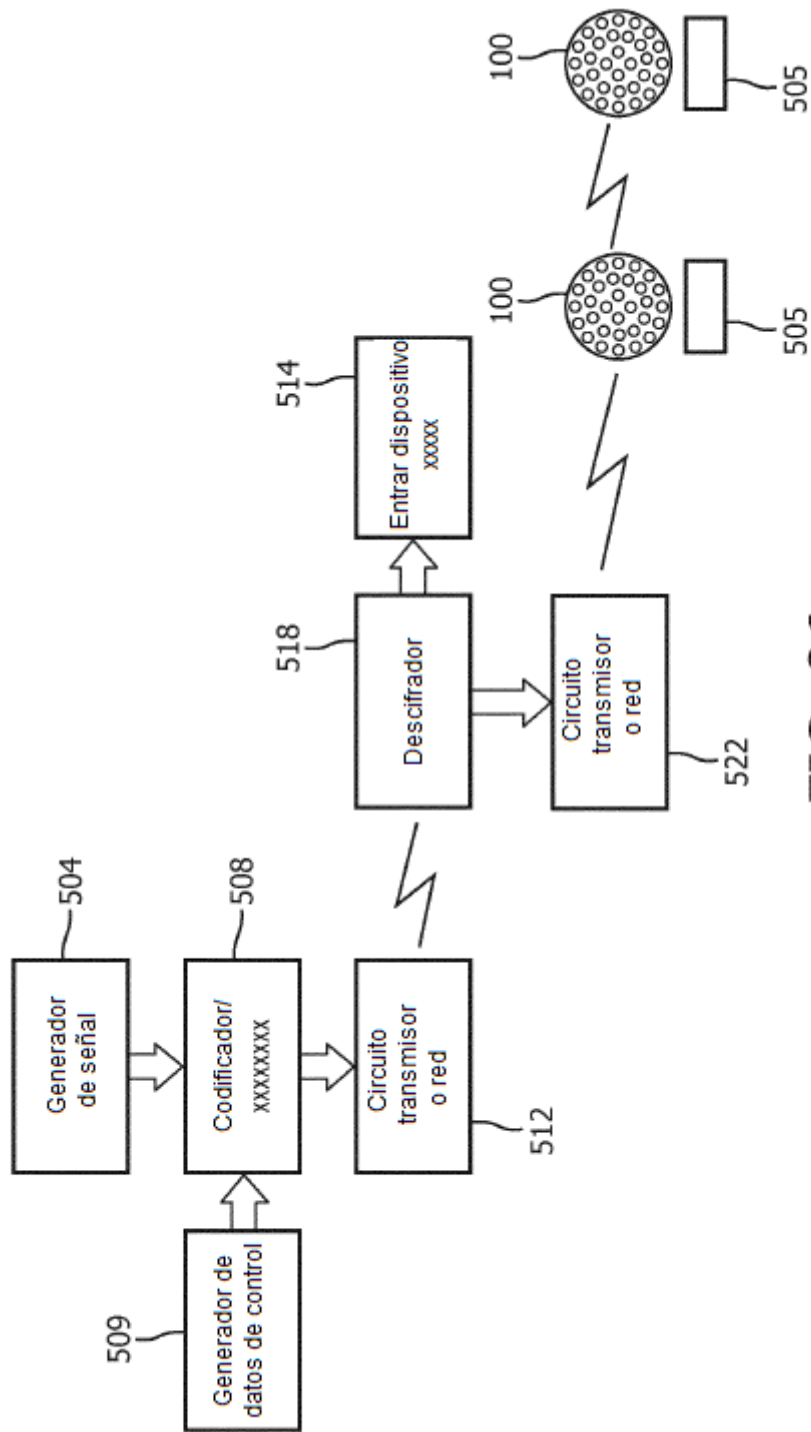 Generador
de señal
504
509
Generador de
datos de control
Codificador/
xxxxxxxxx
508
Circuito
transmisor
o red
512
518
Descifrador
514
Entrar dispositivo
xxxxx
Circuito
transmisor
o red
522
100
505
100
505